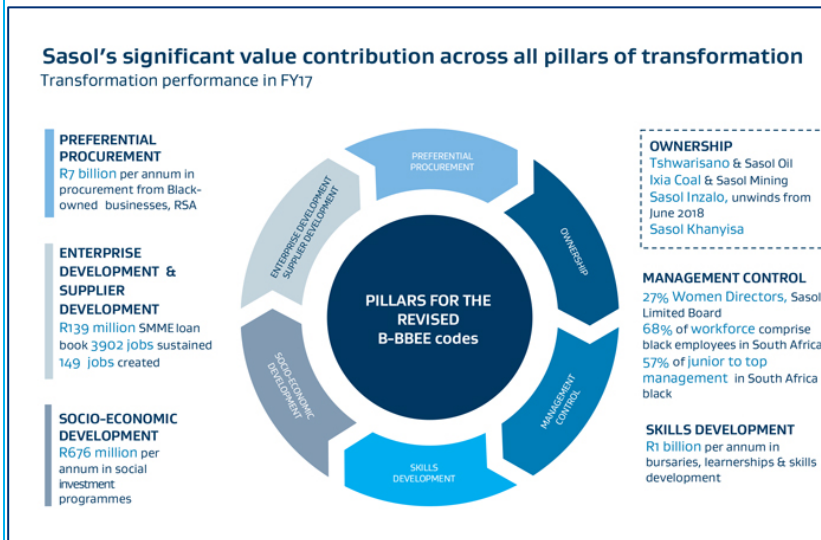 Sasol's significant value contribution across all pillars of transformation
Transformation performance in FY17
PREFERENTIAL
PROCUREMENT
R7 billion per annum in
procurement from Black-
owned businesses, RSA
ENTERPRISE
DEVELOPMENT &
SUPPLIER
DEVELOPMENT
R139 million SMME loan
book 3902 jobs sustained
149 jobs created
SOCIO-ECONOMIC
DEVELOPMENT
R676 million per
annum in social
investment
programmes
PREFERENTIAL
PROCUREMENT
OWNERSHIP
MANAGEMENT
CONTROL
SKILLS
DEVELOPMENT
SOCIO-ECONOMIC
DEVELOPMENT
ENTERPRISE DEVELOPMENT
SUPPLIER DEVELOPMENT
PILLARS FOR THE
REVISED
B-BBEE codes
OWNERSHIP
Tshwarisano & Sasol Oil
Ixia Coal & Sasol Mining
Sasol Inzalo, unwinds from
June 2018
Sasol Khanyisa
MANAGEMENT CONTROL
27% Women Directors, Sasol
Limited Board
68% of workforce comprise
black employees in South Africa
57% of junior to top
management in South Africa
black
SKILLS DEVELOPMENT
R1 billion per annum in
bursaries, learnerships & skills
development